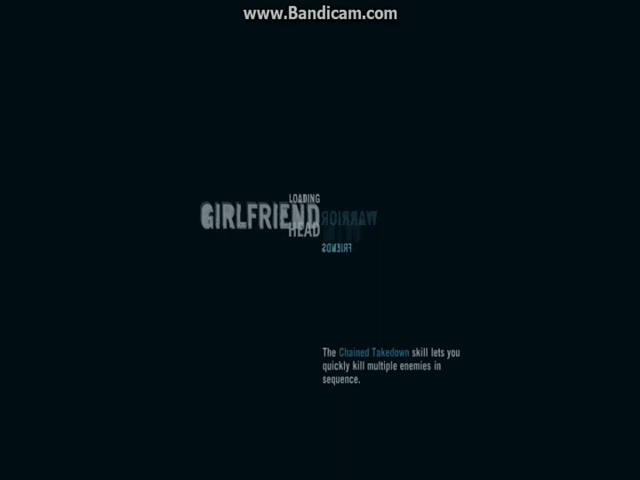 www.Bandicam.com
LOADING
GIRLFRIEND
WARRIOR
HEAD
FRIENDS
The Chained Takedown skill lets you
quickly kill multiple enemies in
sequence.